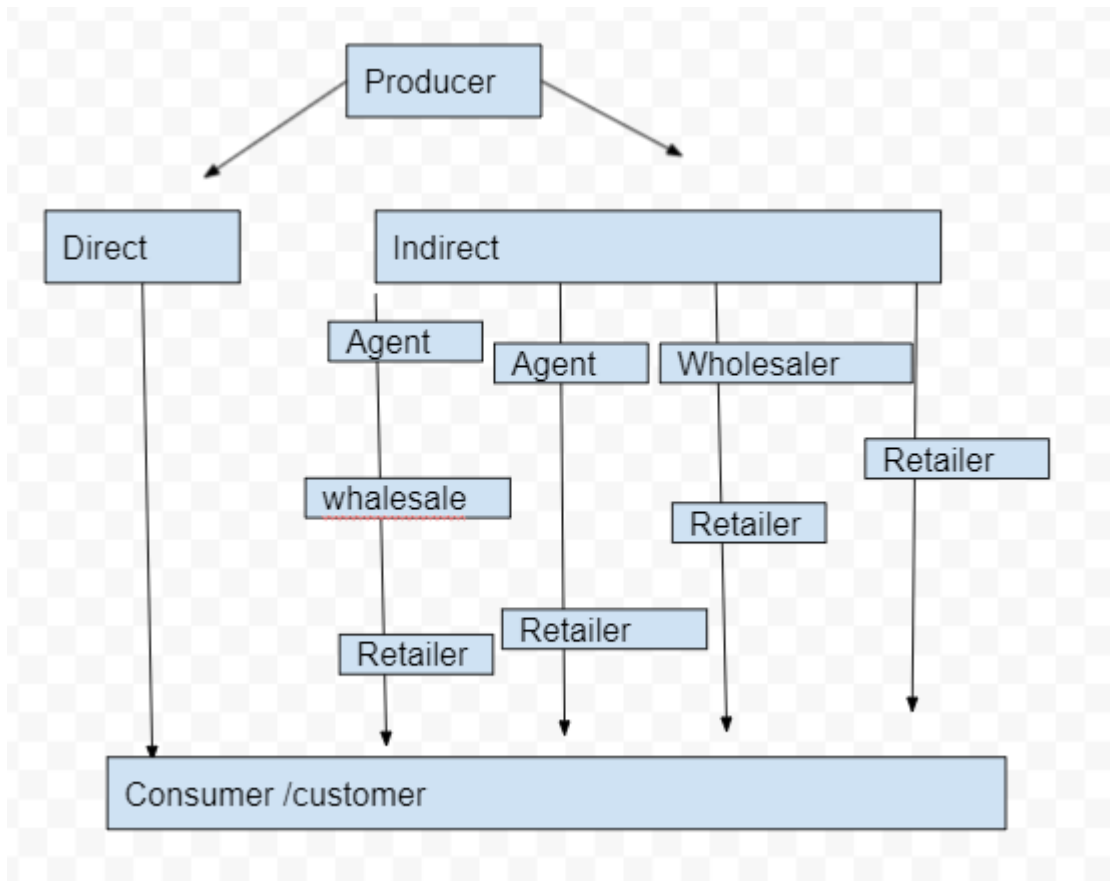 Producer
Direct
Indirect
Agent
Agent
Wholesaler
Retailer
whalesale
Retailer
Retailer
Retailer
Consumer /customer